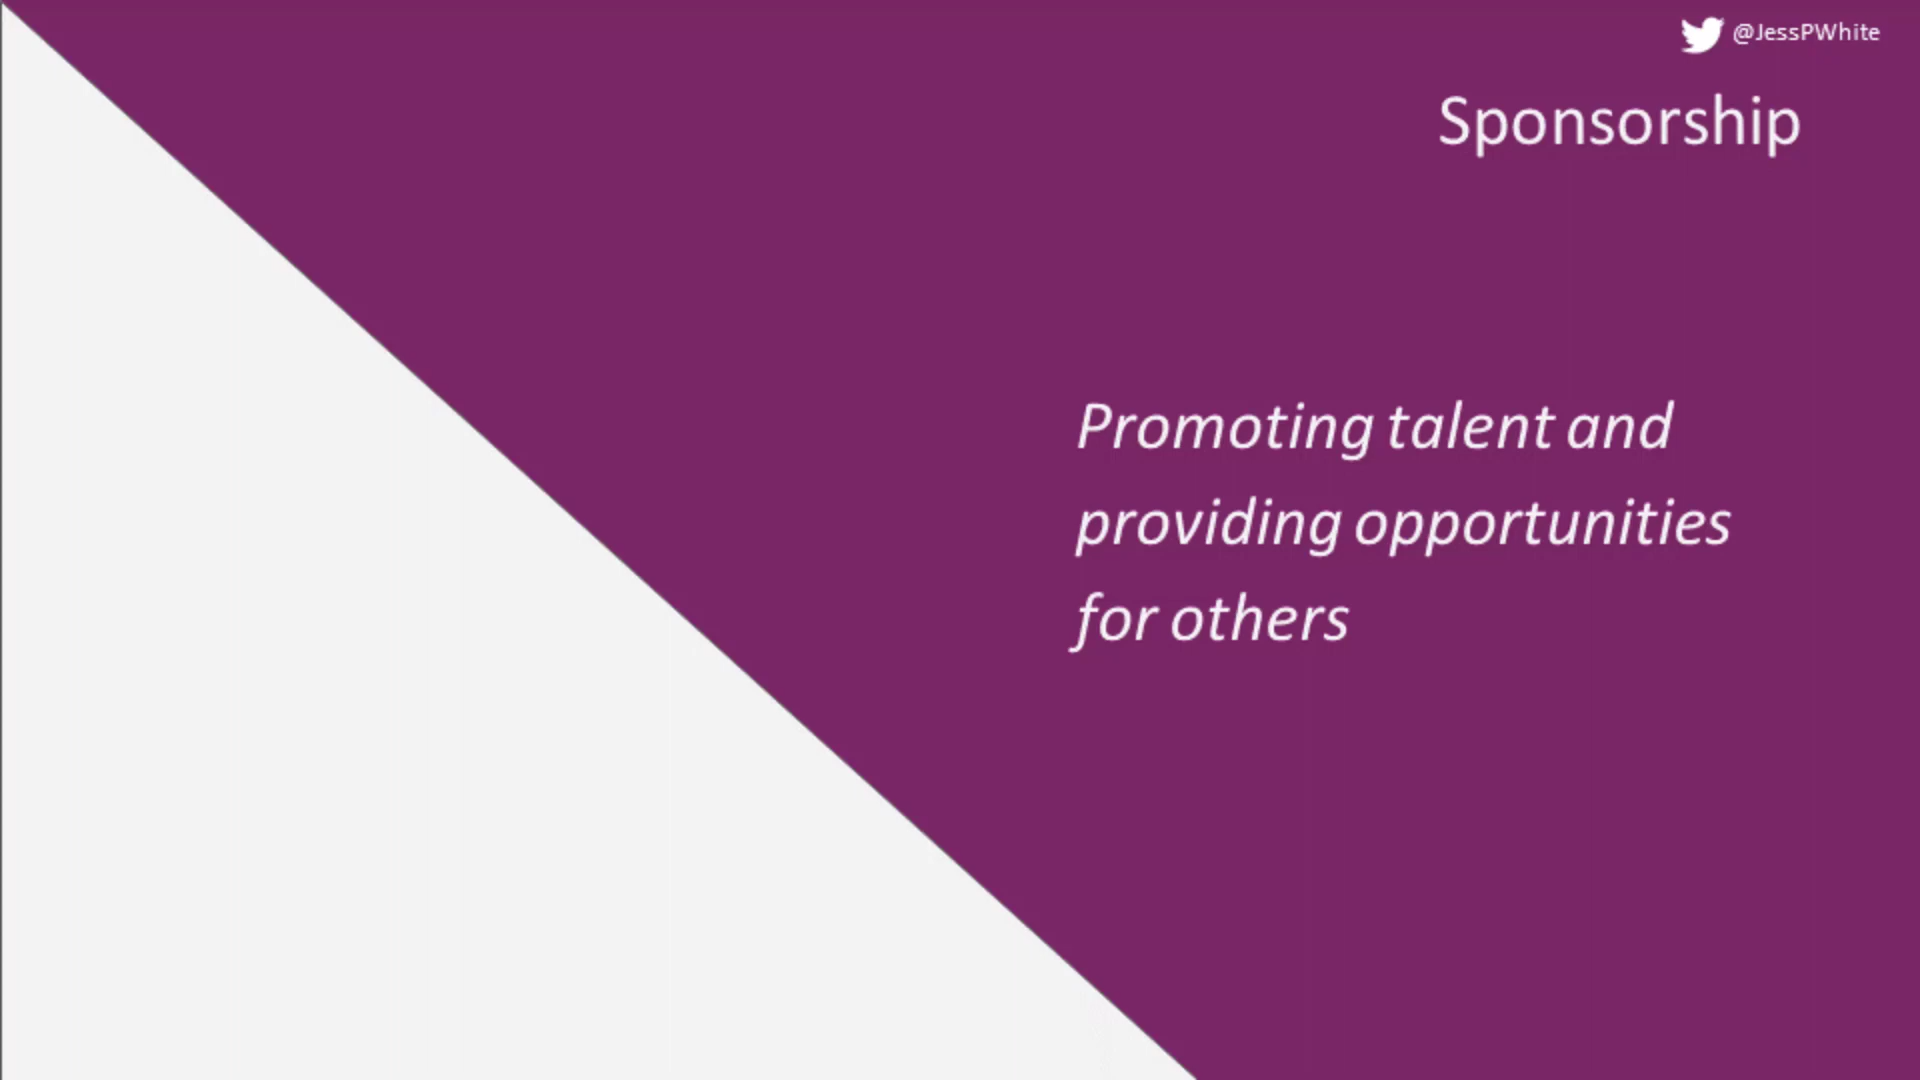 @JessPWhite
Sponsorship
Promoting talent and
providing opportunities
for others